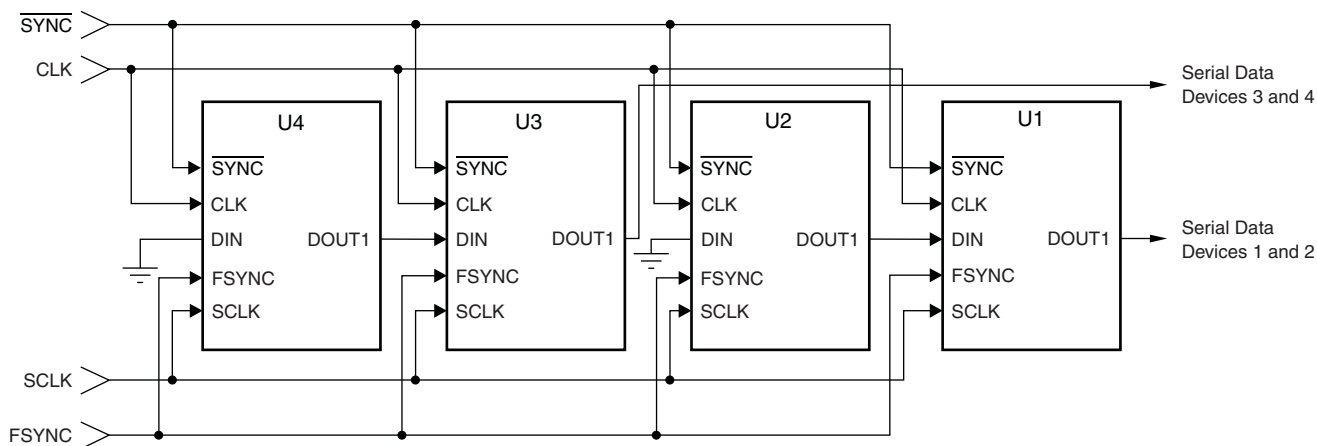 SYNC
CLK
Serial Data
Devices 3 and 4
U4
SYNC
CLK
DIN
DOUT1
FSYNC
SCLK
U3
SYNC
CLK
DIN
DOUT1
FSYNC
SCLK
U2
SYNC
CLK
DIN
DOUT1
FSYNC
SCLK
U1
SYNC
CLK
DIN
DOUT1
FSYNC
SCLK
Serial Data
Devices 1 and 2
SCLK
FSYNC